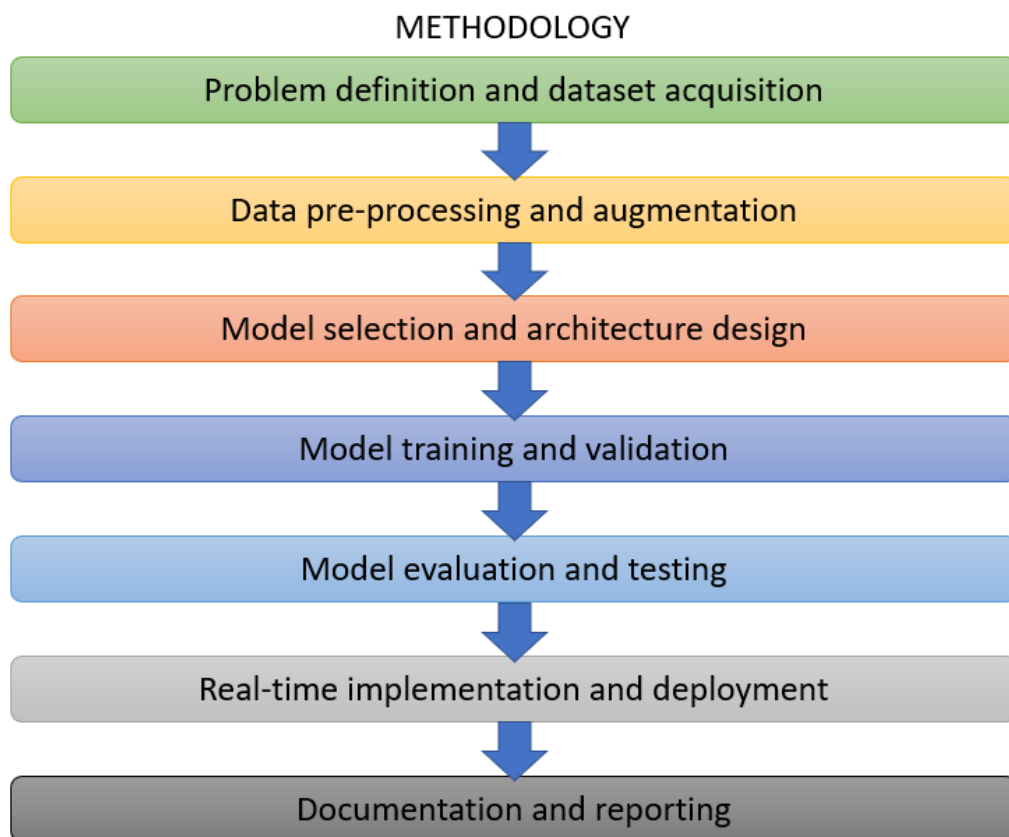 METHODOLOGY
Problem definition and dataset acquisition
Data pre-processing and augmentation
Model selection and architecture design
Model training and validation
Model evaluation and testing
Real-time implementation and deployment
Documentation and reporting